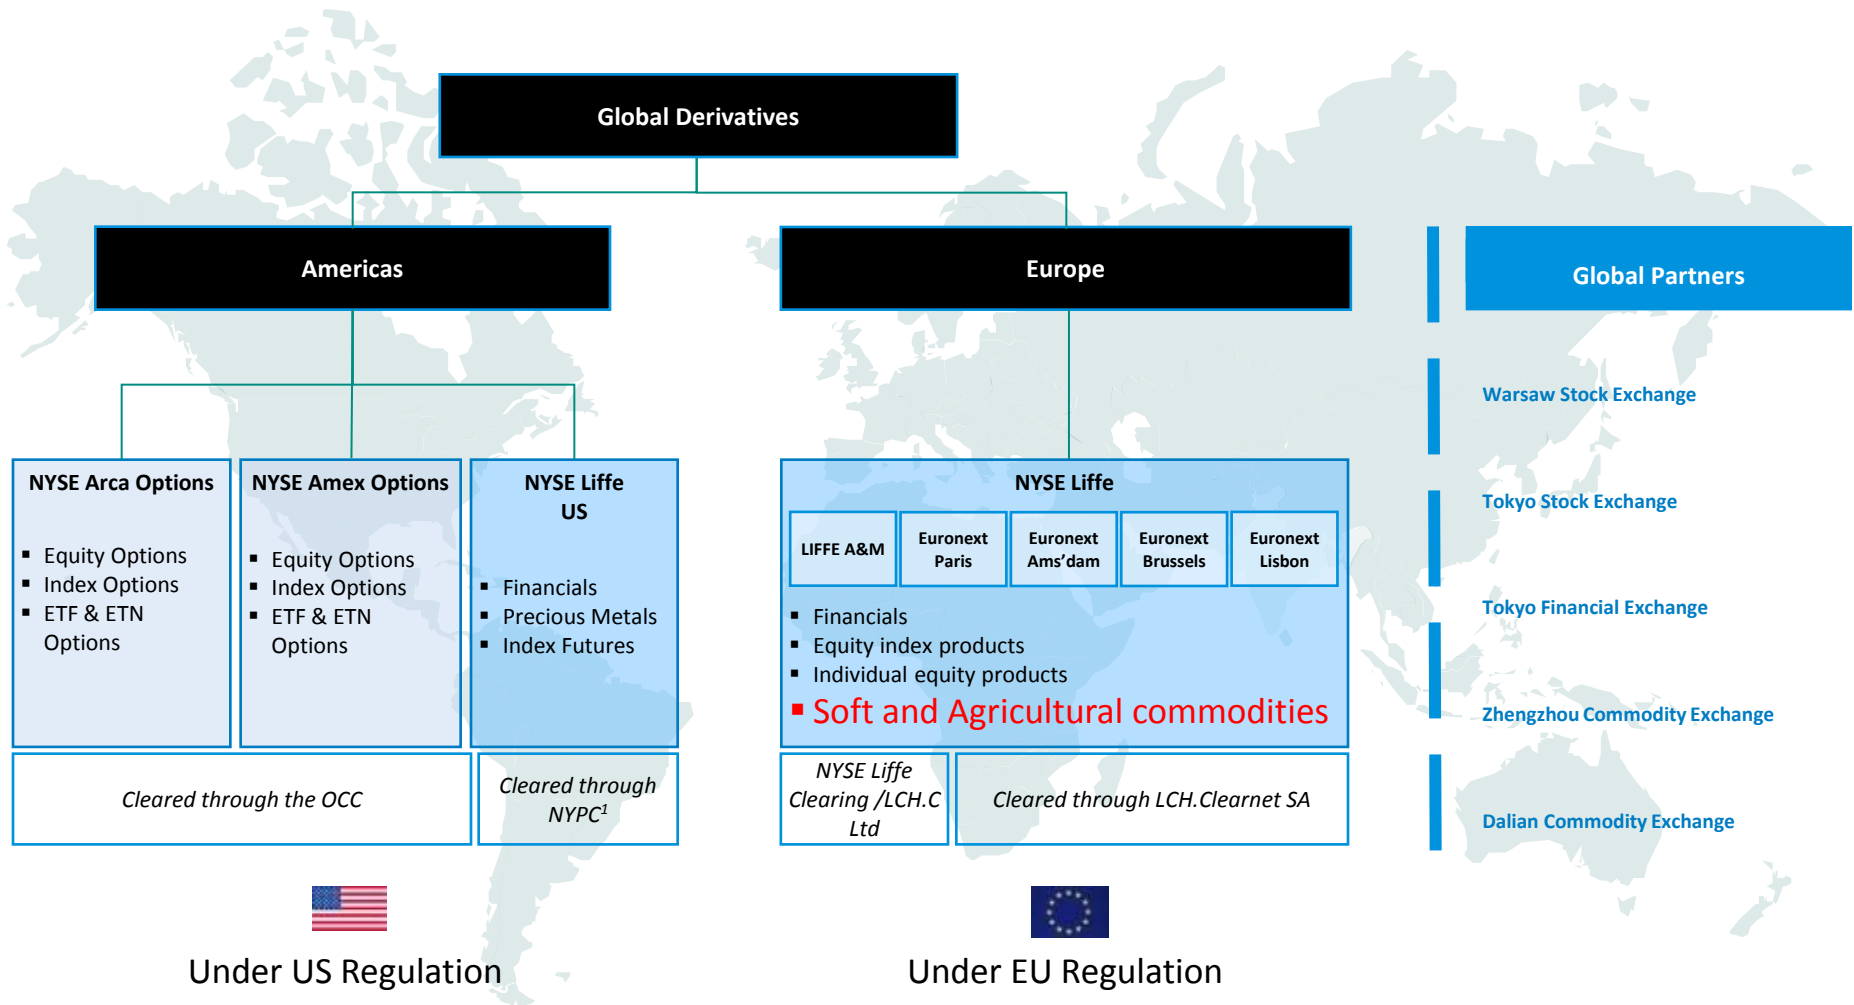 Global Derivatives
Americas
Europe
Global Partners
NYSE Arca Options
▪ Equity Options
▪ Index Options
▪ ETF & ETN
Options
NYSE Amex Options
▪ Equity Options
▪ Index Options
▪ ETF & ETN
Options
NYSE Liffe
US
▪ Financials
▪ Precious Metals
▪ Index Futures
Cleared through the OCC
Cleared through
NYPC¹
NYSE Liffe
LIFFE A&M
Euronext
Paris
Euronext
Ams’dam
Euronext
Brussels
Euronext
Lisbon
▪ Financials
▪ Equity index products
▪ Individual equity products
▪ Soft and Agricultural commodities
NYSE Liffe
Clearing /LCH.C
Ltd
Cleared through LCH.Clearnet SA
Warsaw Stock Exchange
Tokyo Stock Exchange
Tokyo Financial Exchange
Zhengzhou Commodity Exchange
Dalian Commodity Exchange
Under US Regulation
Under EU Regulation